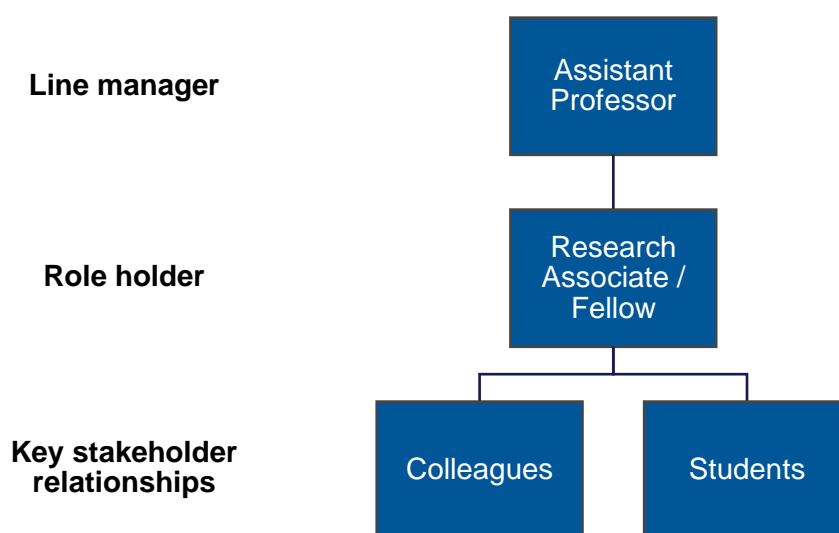 Line manager
Assistant
Professor
Role holder
Research
Associate /
Fellow
Key stakeholder
relationships
Colleagues
Students